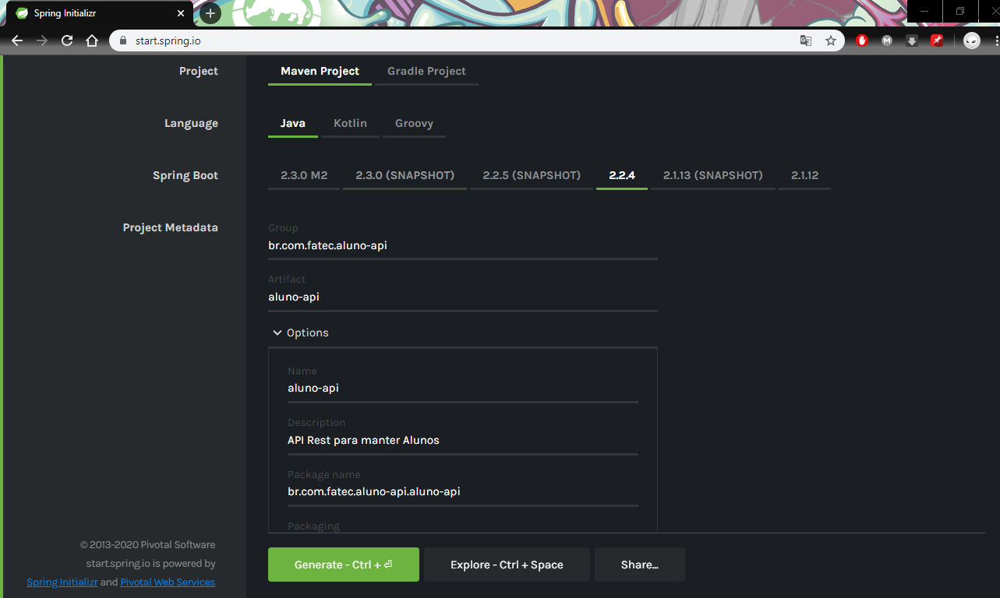 Spring Initializr
start.spring.io
Project
Maven Project Gradle Project
Language
Java Kotlin Groovy
Spring Boot
2.3.0 M2 2.3.0 (SNAPSHOT) 2.2.5 (SNAPSHOT) 2.2.4 2.1.13 (SNAPSHOT) 2.1.12
Project Metadata
Group
br.com.fatec.aluno-api
Artifact
aluno-api
Options
Name
aluno-api
Description
API Rest para manter Alunos
Package name
br.com.fatec.aluno-api.aluno-api
Packaging
© 2013-2020 Pivotal Software
start.spring.io is powered by
Spring Initializr and Pivotal Web Services
Generate - Ctrl + ⏎ Explore - Ctrl + Space Share...